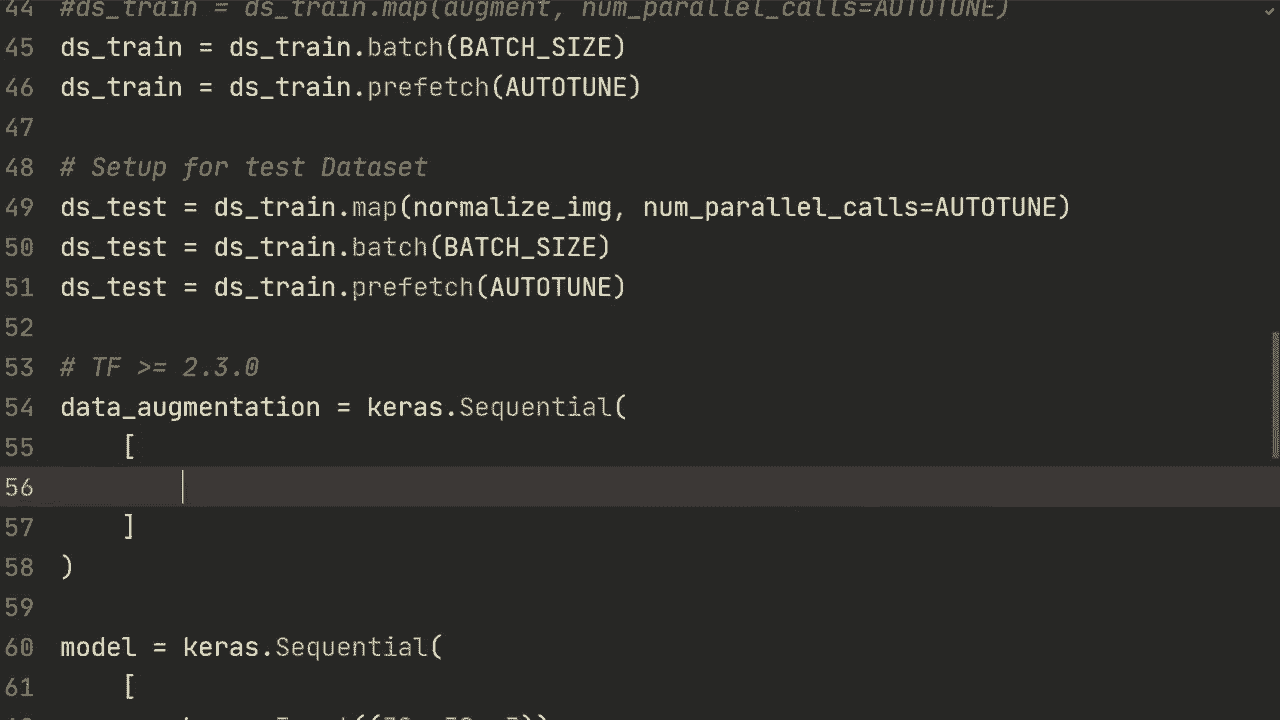 44 #ds_train = ds_train.map(augment, num_parallel_calls=AUTOTUNE)
45 ds_train = ds_train.batch(BATCH_SIZE)
46 ds_train = ds_train.prefetch(AUTOTUNE)
47
48 # Setup for test Dataset
49 ds_test = ds_train.map(normalize_img, num_parallel_calls=AUTOTUNE)
50 ds_test = ds_train.batch(BATCH_SIZE)
51 ds_test = ds_train.prefetch(AUTOTUNE)
52
53 # TF >= 2.3.0
54 data_augmentation = keras.Sequential(
55 [
56
57 ]
58 )
59
60 model = keras.Sequential(
61 [